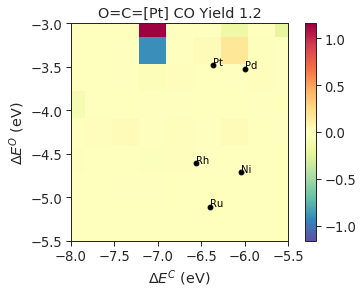 O=C=[Pt] CO Yield 1.2
−3.0
−3.5
−4.0
−4.5
−5.0
−5.5
ΔE^O (eV)
Pt
Pd
Rh
Ni
Ru
−8.0 −7.5 −7.0 −6.5 −6.0 −5.5
ΔE^C (eV)
1.0
0.5
0.0
−0.5
−1.0